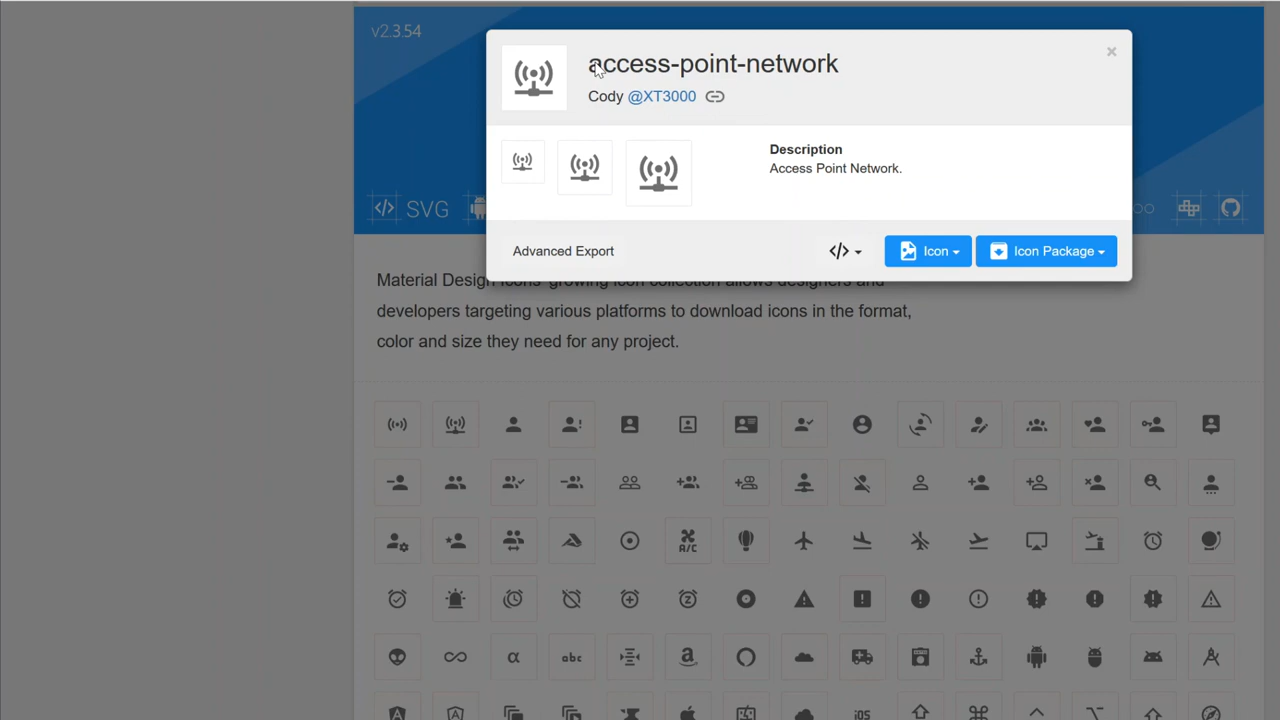 v2.3.54
access-point-network
Cody @XT3000
Description
Access Point Network.
SVG
Advanced Export
Icon
Icon Package
Material Design Icons' growing icon collection allows designers and
developers targeting various platforms to download icons in the format,
color and size they need for any project.
A/C
z
α
abc
a
iOS